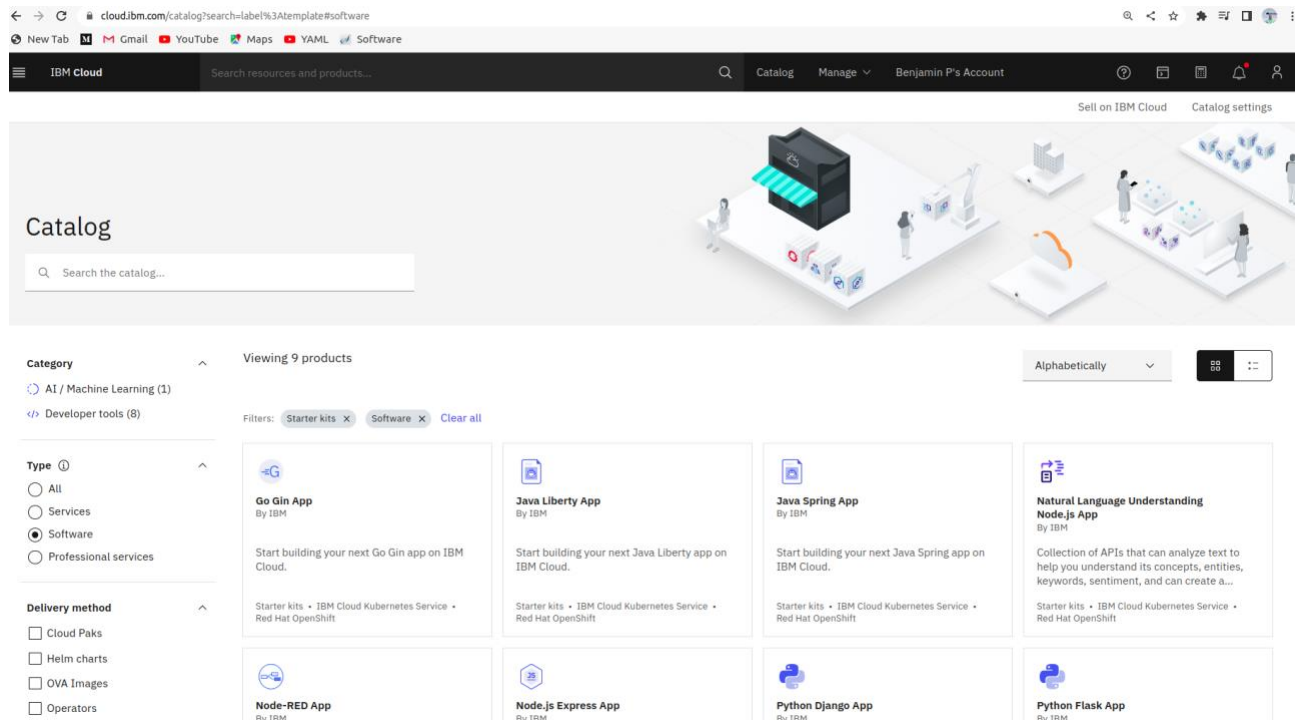 cloud.ibm.com/catalog?search=label%3Atemplate#software
New Tab M Gmail YouTube Maps YAML Software
IBM Cloud Search resources and products... Catalog Manage Benjamin P's Account
Sell on IBM Cloud Catalog settings
Catalog
Search the catalog...
Category
AI / Machine Learning (1)
Developer tools (8)
Type
All
Services
Software
Professional services
Delivery method
Cloud Paks
Helm charts
OVA Images
Operators
Viewing 9 products
Alphabetically
Filters: Starter kits Software Clear all
Go Gin App
By IBM
Start building your next Go Gin app on IBM
Cloud.
Starter kits • IBM Cloud Kubernetes Service •
Red Hat OpenShift
Java Liberty App
By IBM
Start building your next Java Liberty app on
IBM Cloud.
Starter kits • IBM Cloud Kubernetes Service •
Red Hat OpenShift
Java Spring App
By IBM
Start building your next Java Spring app on
IBM Cloud.
Starter kits • IBM Cloud Kubernetes Service •
Red Hat OpenShift
Natural Language Understanding
Node.js App
By IBM
Collection of APIs that can analyze text to
help you understand its concepts, entities,
keywords, sentiment, and can create a...
Starter kits • IBM Cloud Kubernetes Service •
Red Hat OpenShift
Node-RED App
By IBM
JS
Node.js Express App
By IBM
Python Django App
By IBM
Python Flask App
By IBM